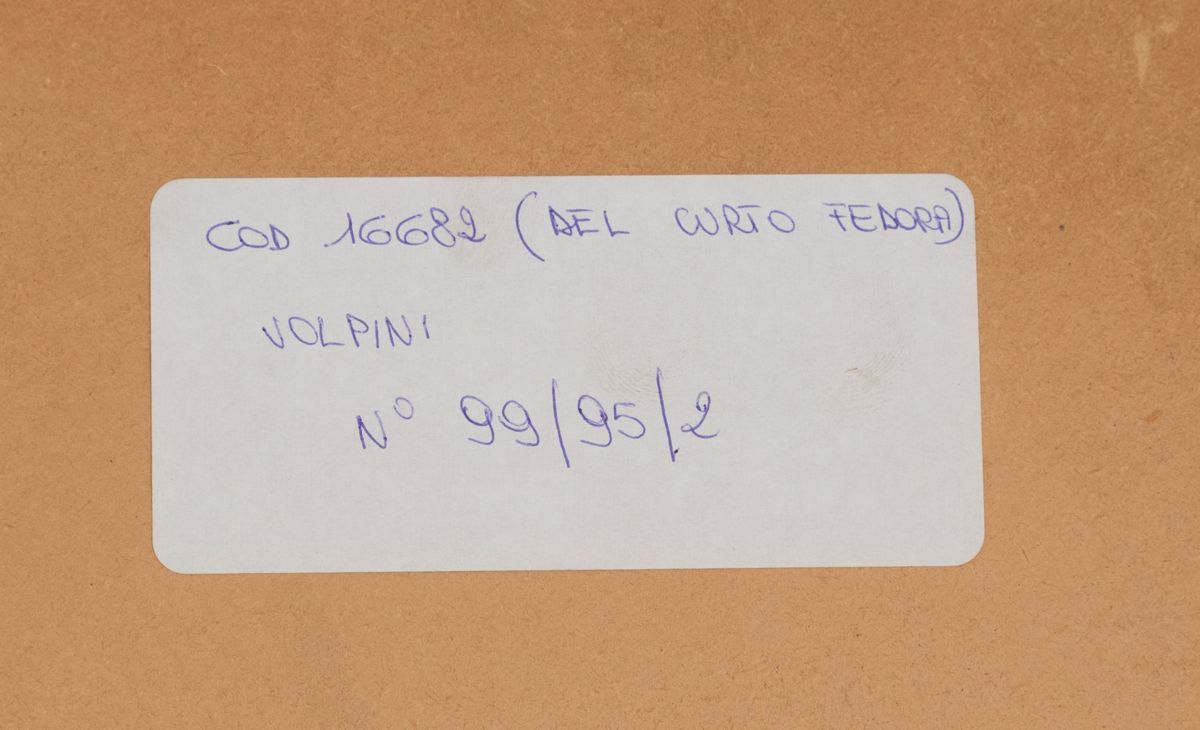 COD 16682 (DEL CURTO FEDORA)
VOLPINI
N° 99/95/2